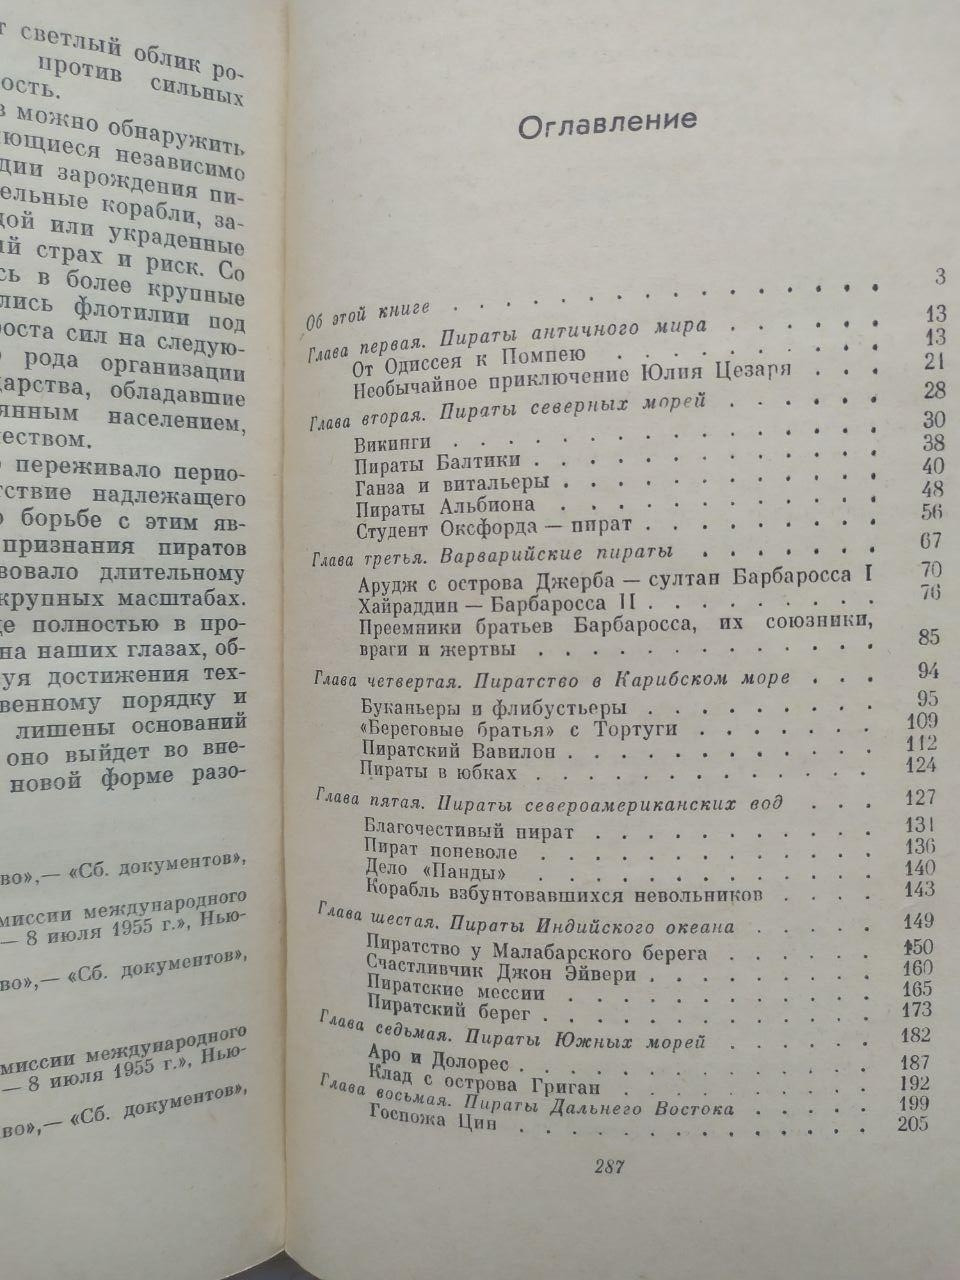 т светлый облик ро-
против сильных
ость.
в можно обнаружить
ющиеся независимо
дии зарождения пи-
ельные корабли, за-
дой или украденные
ий страх и риск. Со
сь в более крупные
лись флотилии под
роста сил на следую-
о рода организации
дарства, обладавшие
янным населением,
чеством.
о переживало перио-
тствие надлежащего
о борьбе с этим яв-
признания пиратов
вовало длительному
крупных масштабах.
де полностью в про-
на наших глазах, об-
уя достижения тех-
венному порядку и
лишены оснований
оно выйдет во вне-
новой форме разо-
во»,— «Сб. документов»,
миссии международного
— 8 июля 1955 г.», Нью-
во»,— «Сб. документов»,
миссии международного
— 8 июля 1955 г.», Нью-
во»,— «Сб. документов»,
Оглавление
Об этой книге . . . . . . . . . . . . . . . . 3
Глава первая. Пираты античного мира . . . . . . 13
От Одиссея к Помпею . . . . . . . . . . 13
Необычайное приключение Юлия Цезаря . . . 21
Глава вторая. Пираты северных морей . . . . . . 28
Викинги . . . . . . . . . . . . . . . . 30
Пираты Балтики . . . . . . . . . . . . . 38
Ганза и витальеры . . . . . . . . . . . . 40
Пираты Альбиона . . . . . . . . . . . . 48
Студент Оксфорда — пират . . . . . . . . . 56
Глава третья. Варварийские пираты . . . . . . . 67
Арудж с острова Джерба — султан Барбаросса I 70
Хайраддин — Барбаросса II . . . . . . . . . 76
Преемники братьев Барбаросса, их союзники,
враги и жертвы . . . . . . . . . . . . . 85
Глава четвертая. Пиратство в Карибском море . . . 94
Буканьеры и флибустьеры . . . . . . . . . 95
«Береговые братья» с Тортуги . . . . . . . 109
Пиратский Вавилон . . . . . . . . . . . . 112
Пираты в юбках . . . . . . . . . . . . . 124
Глава пятая. Пираты североамериканских вод . . . 127
Благочестивый пират . . . . . . . . . . . 131
Пират поневоле . . . . . . . . . . . . . 136
Дело «Панды» . . . . . . . . . . . . . 140
Корабль взбунтовавшихся невольников . . . . 143
Глава шестая. Пираты Индийского океана . . . . . 149
Пиратство у Малабарского берега . . . . . . 150
Счастливчик Джон Эйвери . . . . . . . . . 160
Пиратские мессии . . . . . . . . . . . . 165
Пиратский берег . . . . . . . . . . . . . 173
Глава седьмая. Пираты Южных морей . . . . . . 182
Аро и Долорес . . . . . . . . . . . . . . 187
Клад с острова Григан . . . . . . . . . . 192
Глава восьмая. Пираты Дальнего Востока . . . . . 199
Госпожа Цин . . . . . . . . . . . . . . 205
287